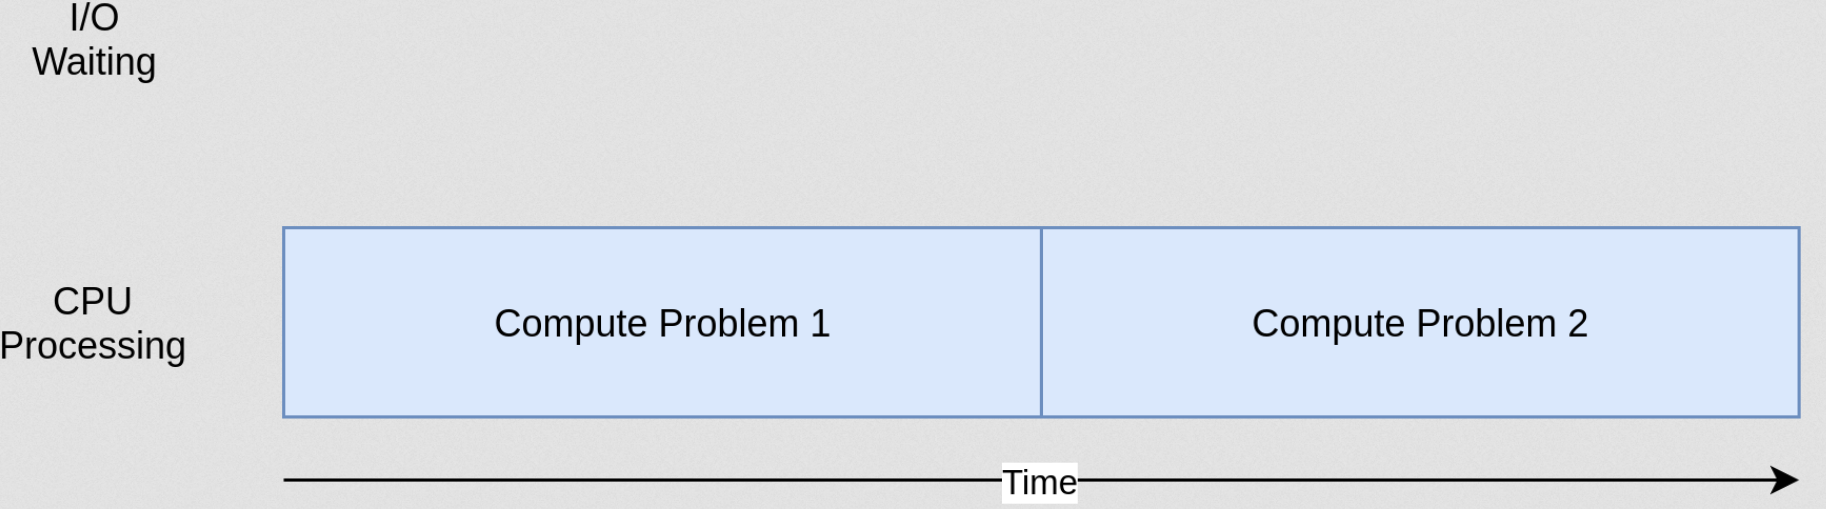 I/O
Waiting
CPU
Processing
Compute Problem 1
Compute Problem 2
Time